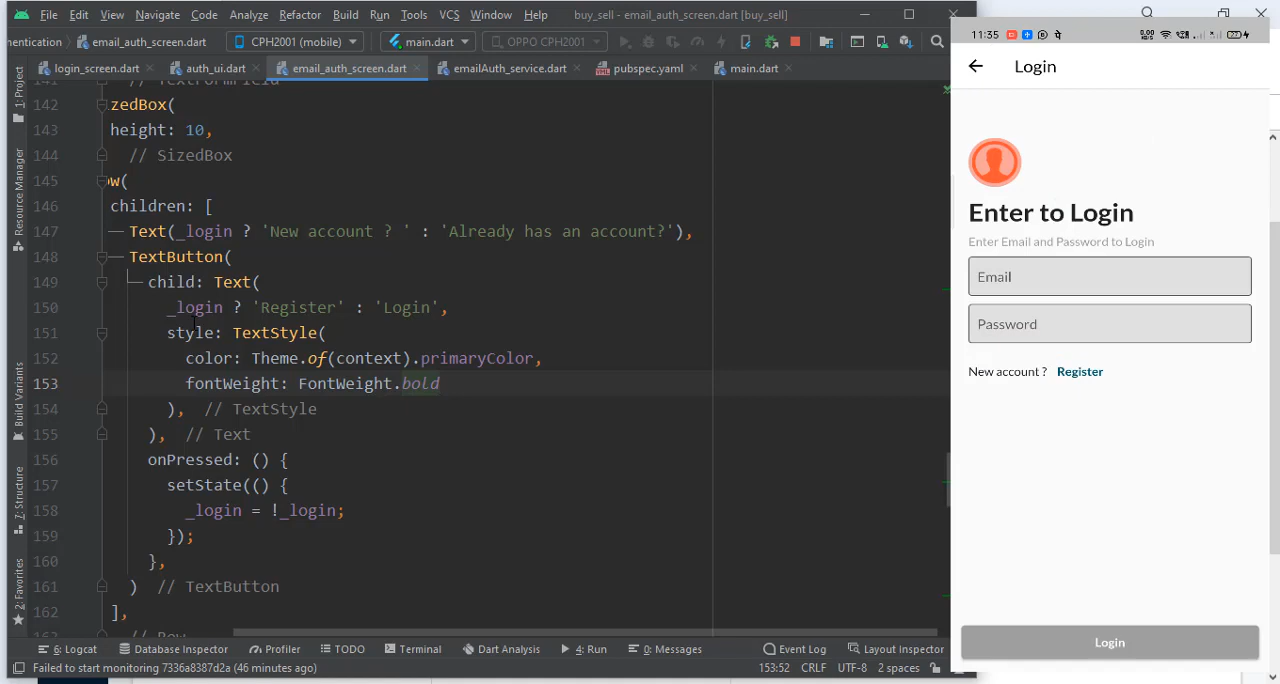 File Edit View Navigate Code Analyze Refactor Build Run Tools VCS Window Help buy_sell - email_auth_screen.dart [buy_sell]
hentication email_auth_screen.dart CPH2001 (mobile) main.dart OPPO CPH2001
login_screen.dart auth_ui.dart email_auth_screen.dart emailAuth_service.dart pubspec.yaml main.dart
1: Project
Resource Manager
Build Variants
Z: Structure
2: Favorites
141 // TextFormField
142 zedBox(
143 height: 10,
144 // SizedBox
145 w(
146 children: [
147 Text(_login ? 'New account ? ' : 'Already has an account?'),
148 TextButton(
149 child: Text(
150 _login ? 'Register' : 'Login',
151 style: TextStyle(
152 color: Theme.of(context).primaryColor,
153 fontWeight: FontWeight.bold
154 ), // TextStyle
155 ), // Text
156 onPressed: () {
157 setState(() {
158 _login = !_login;
159 });
160 },
161 ) // TextButton
162 ],
163 // Row
6: Logcat Database Inspector Profiler TODO Terminal Dart Analysis 4: Run 0: Messages Event Log Layout Inspector
Failed to start monitoring 7336a8387d2a (46 minutes ago) 153:52 CRLF UTF-8 2 spaces
11:35
Login
Enter to Login
Enter Email and Password to Login
Email
Password
New account ? Register
Login